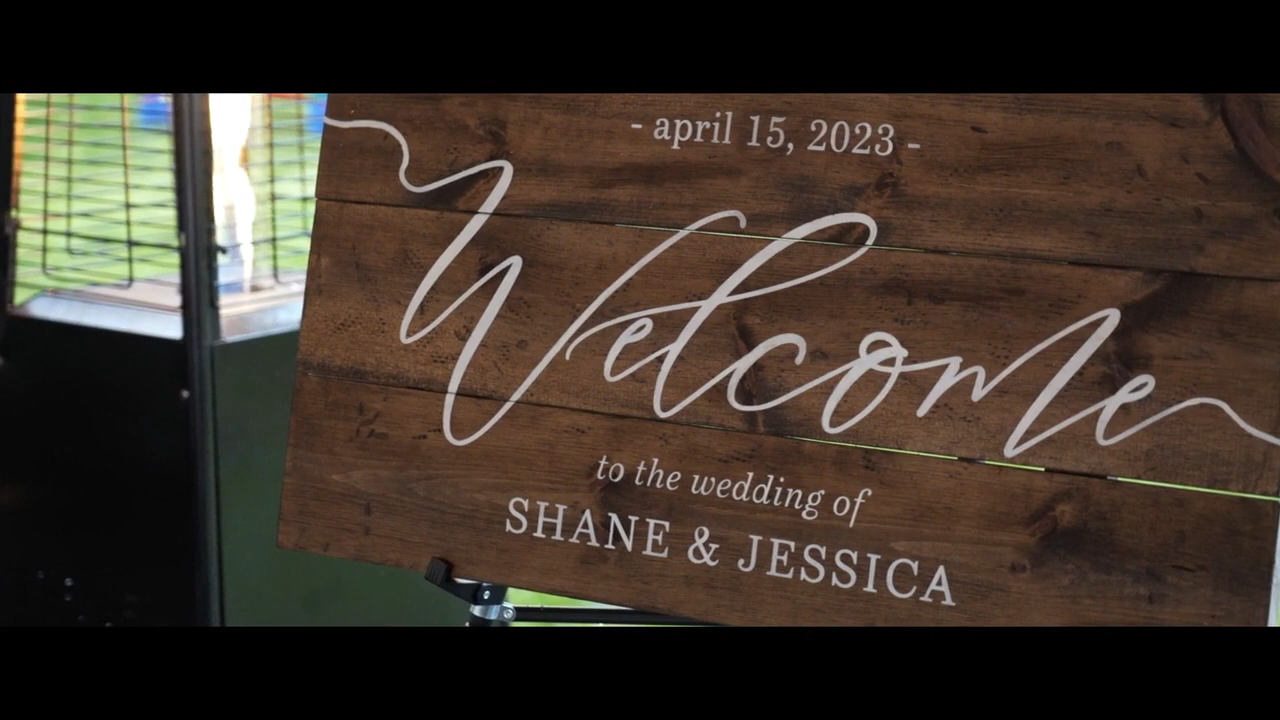 - april 15, 2023 -
Welcome
to the wedding of
SHANE & JESSICA